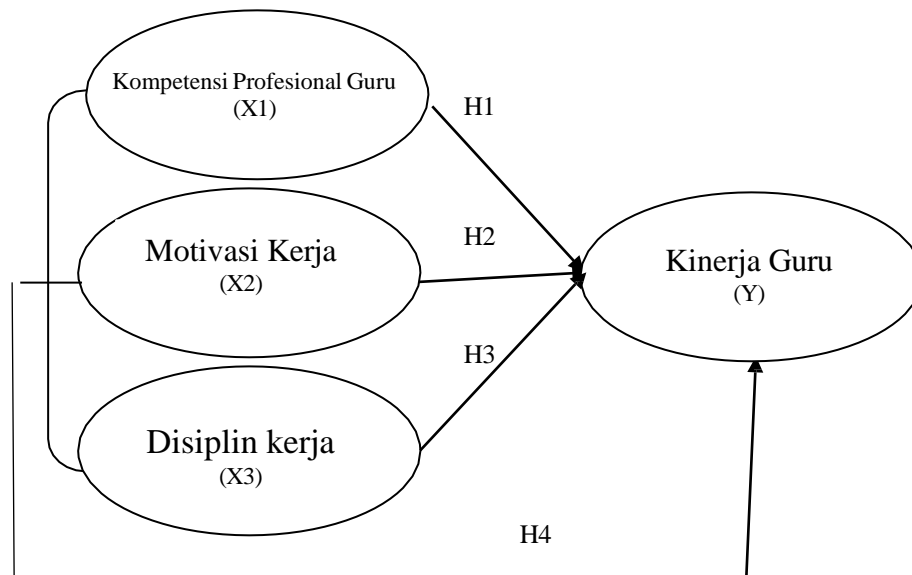 Kompetensi Profesional Guru
(X1)
H1
Motivasi Kerja
(X2)
H2
Kinerja Guru
(Y)
H3
Disiplin kerja
(X3)
H4